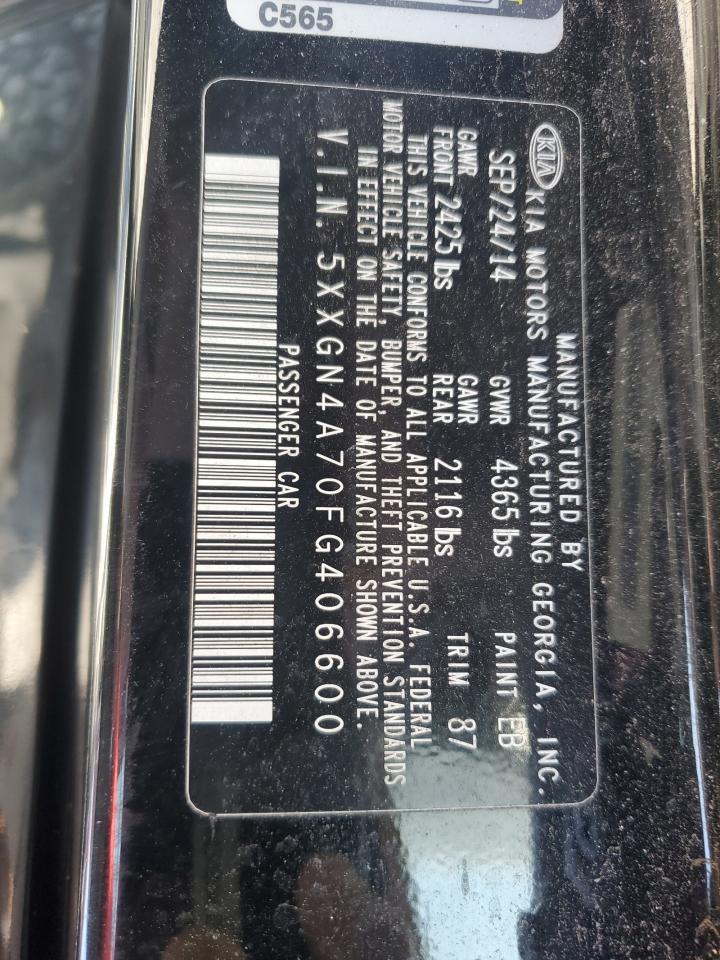 C565
MANUFACTURED BY
KIA KIA MOTORS MANUFACTURING GEORGIA, INC.
SEP/24/14 GVWR 4365 lbs PAINT EB
GAWR FRONT 2425 lbs GAWR REAR 2116 lbs TRIM 87
THIS VEHICLE CONFORMS TO ALL APPLICABLE U.S.A. FEDERAL
MOTOR VEHICLE SAFETY, BUMPER, AND THEFT PREVENTION STANDARDS
IN EFFECT ON THE DATE OF MANUFACTURE SHOWN ABOVE.
V.I.N. 5XXGN4A70FG406600
PASSENGER CAR